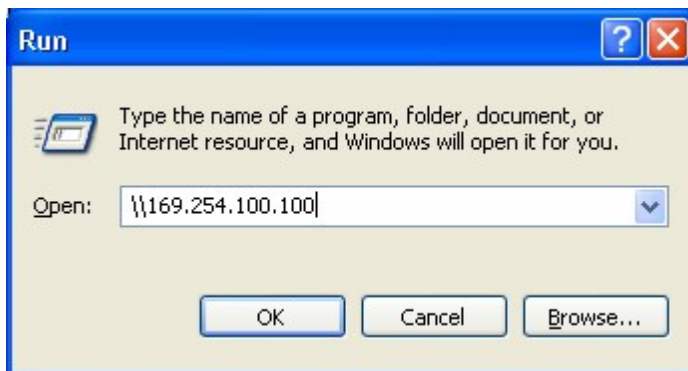 Run
Type the name of a program, folder, document, or
Internet resource, and Windows will open it for you.
Open: \\169.254.100.100
OK Cancel Browse...